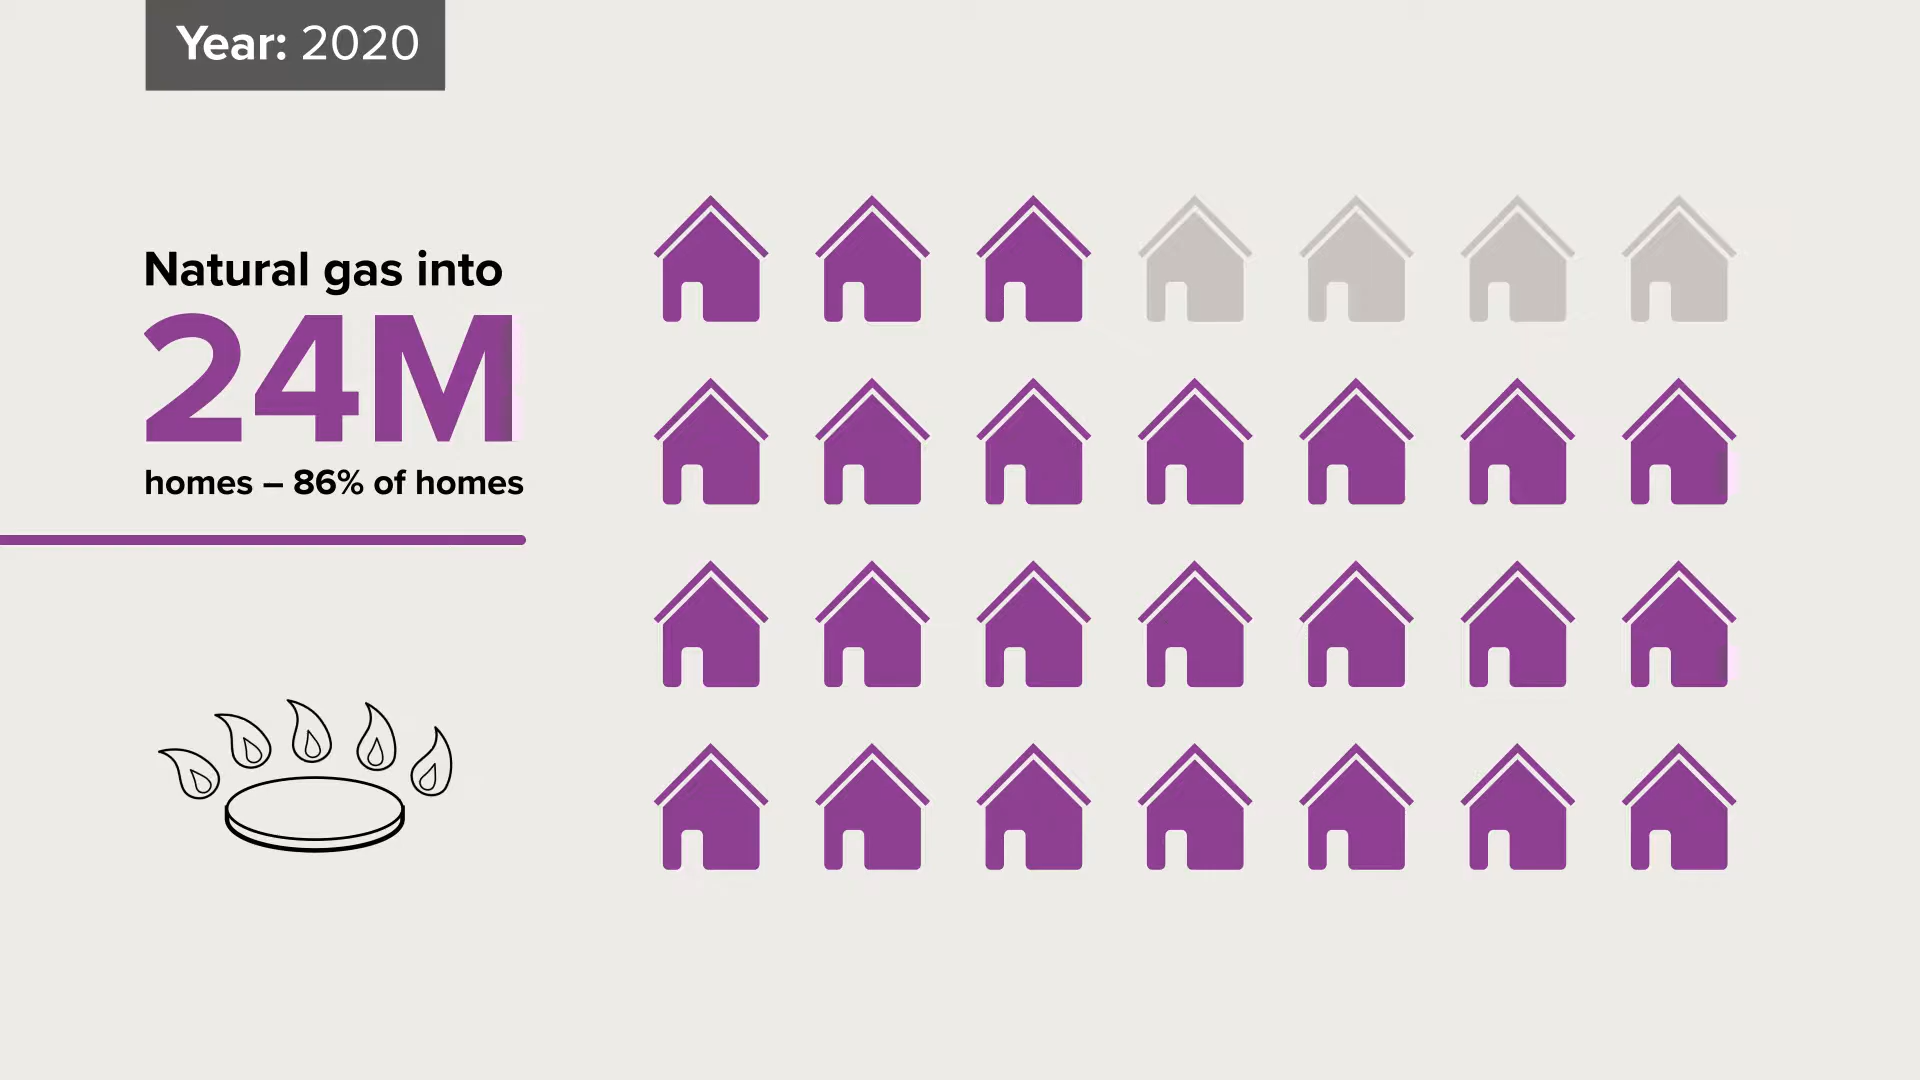 Year: 2020
Natural gas into
24M
homes – 86% of homes